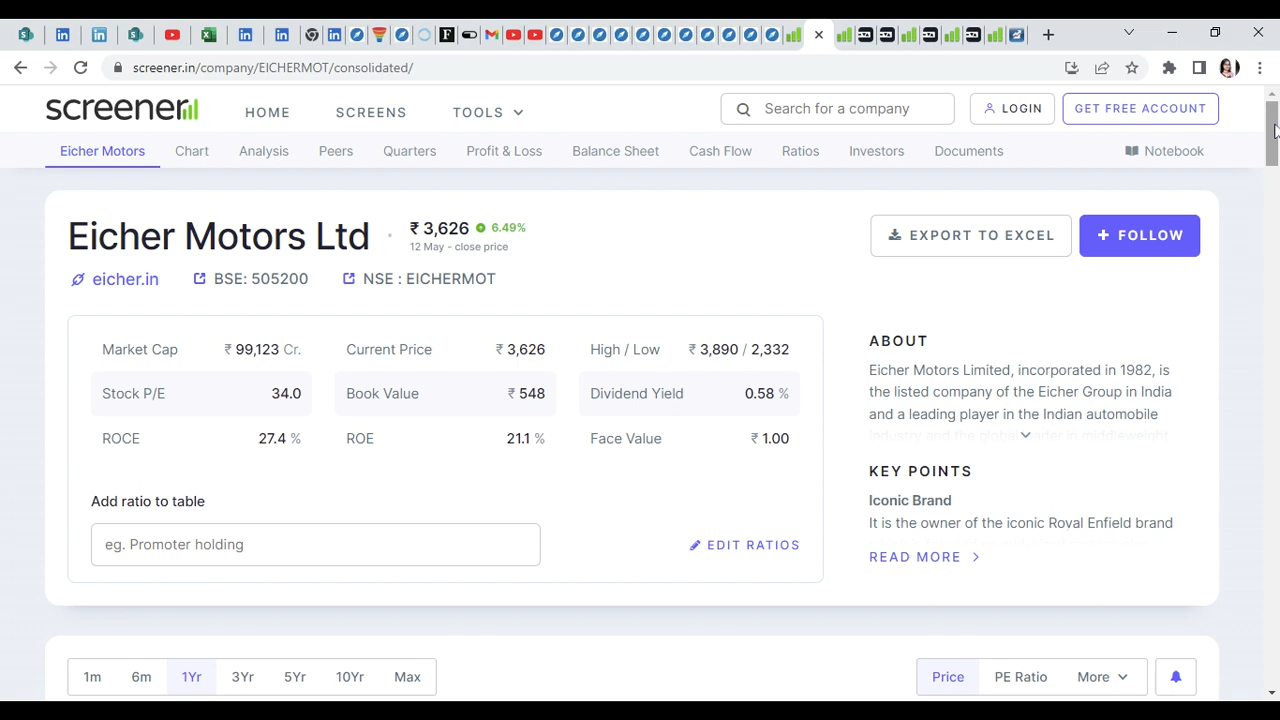 screener.in/company/EICHERMOT/consolidated/
screener
HOME SCREENS TOOLS
Search for a company
LOGIN
GET FREE ACCOUNT
Eicher Motors Chart Analysis Peers Quarters Profit & Loss Balance Sheet Cash Flow Ratios Investors Documents Notebook
Eicher Motors Ltd
₹ 3,626 6.49%
12 May - close price
EXPORT TO EXCEL
+ FOLLOW
eicher.in BSE: 505200 NSE : EICHERMOT
Market Cap ₹ 99,123 Cr.
Current Price ₹ 3,626
High / Low ₹ 3,890 / 2,332
Stock P/E 34.0
Book Value ₹ 548
Dividend Yield 0.58 %
ROCE 27.4 %
ROE 21.1 %
Face Value ₹ 1.00
Add ratio to table
eg. Promoter holding
EDIT RATIOS
ABOUT
Eicher Motors Limited, incorporated in 1982, is
the listed company of the Eicher Group in India
and a leading player in the Indian automobile
industry and the global leader in middleweight
KEY POINTS
Iconic Brand
It is the owner of the iconic Royal Enfield brand
READ MORE
1m 6m 1Yr 3Yr 5Yr 10Yr Max
Price PE Ratio More